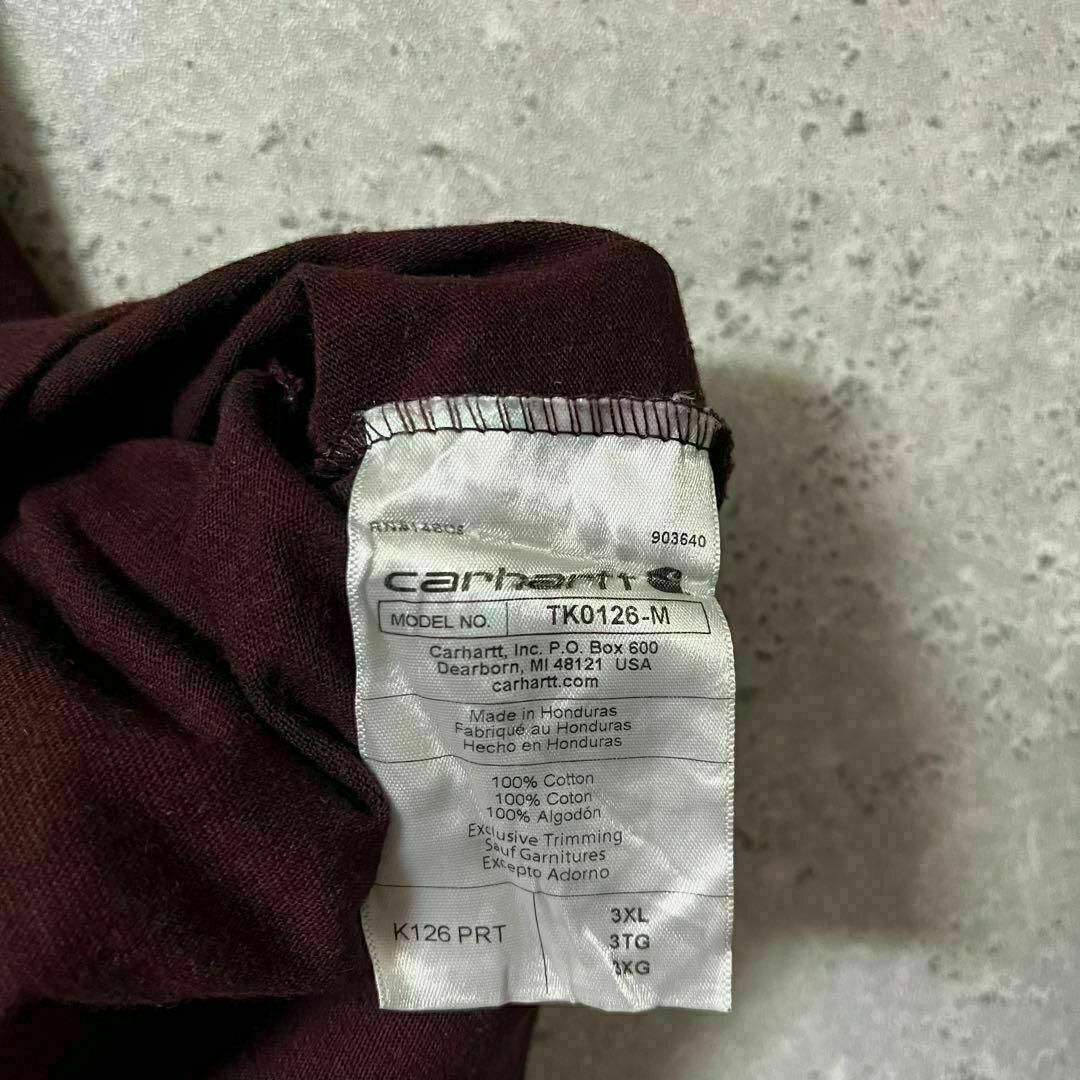 903640
carhartt
MODEL NO. TK0126-M
Carhartt, Inc. P.O. Box 600
Dearborn, MI 48121 USA
carhartt.com
Made in Honduras
Fabriqué au Honduras
Hecho en Honduras
100% Cotton
100% Coton
100% Algodón
Exclusive Trimming
Sauf Garnitures
Excepto Adorno
K126 PRT
3XL
3TG
3XG